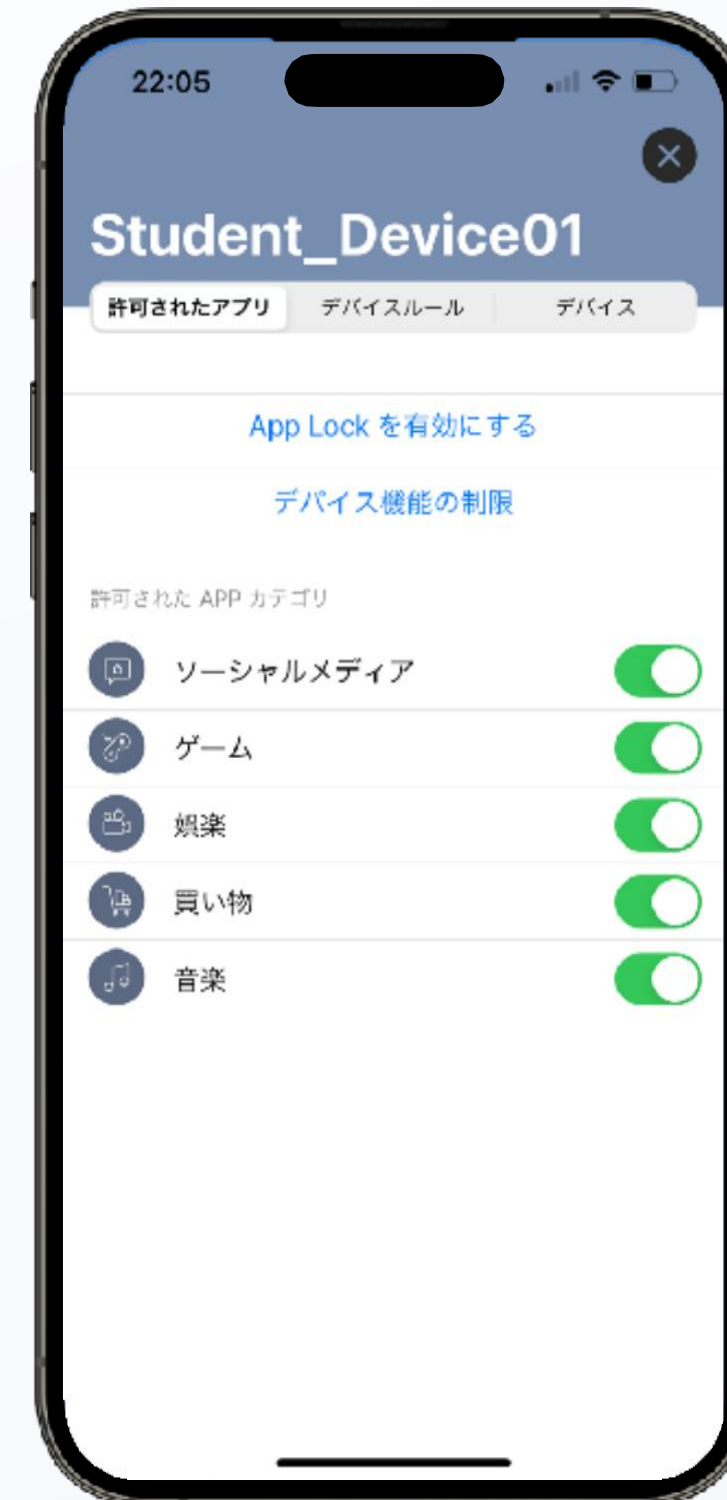 22:05
Student_Device01
許可されたアプリ デバイスルール デバイス
App Lock を有効にする
デバイス機能の制限
許可された APP カテゴリ
ソーシャルメディア
ゲーム
娯楽
買い物
音楽